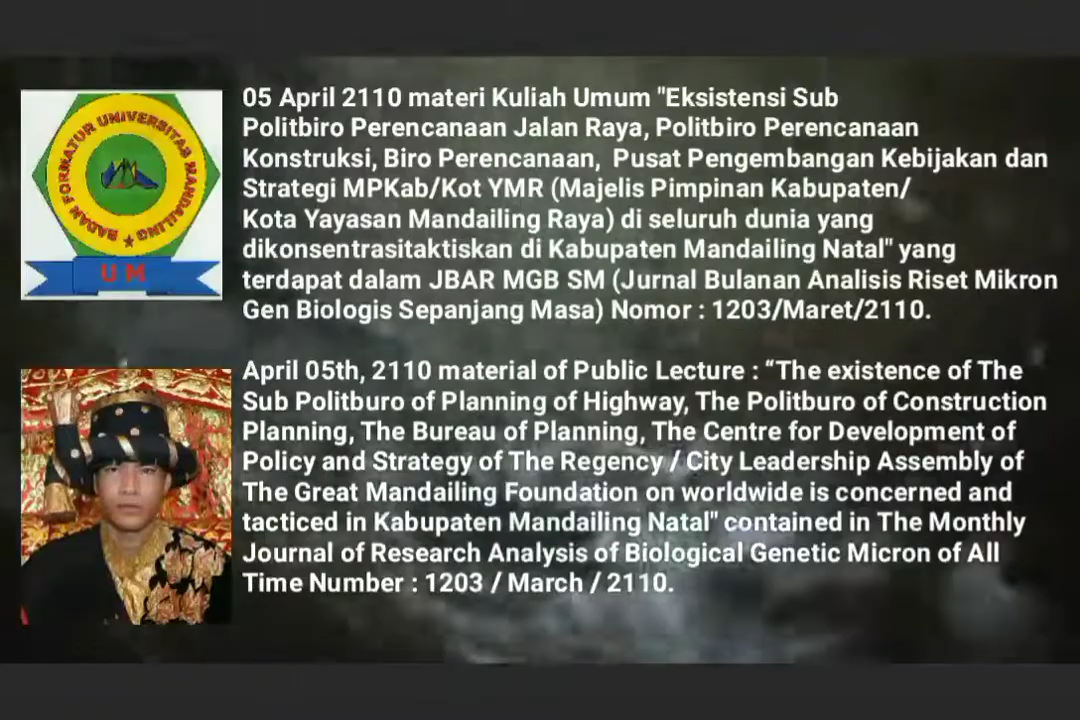 BADAN FORMATUR UNIVERSITAS MANDAILING
UM
05 April 2110 materi Kuliah Umum "Eksistensi Sub
Politbiro Perencanaan Jalan Raya, Politbiro Perencanaan
Konstruksi, Biro Perencanaan, Pusat Pengembangan Kebijakan dan
Strategi MPKab/Kot YMR (Majelis Pimpinan Kabupaten/
Kota Yayasan Mandailing Raya) di seluruh dunia yang
dikonsentrasitaktiskan di Kabupaten Mandailing Natal" yang
terdapat dalam JBAR MGB SM (Jurnal Bulanan Analisis Riset Mikron
Gen Biologis Sepanjang Masa) Nomor : 1203/Maret/2110.
April 05th, 2110 material of Public Lecture : “The existence of The
Sub Politburo of Planning of Highway, The Politburo of Construction
Planning, The Bureau of Planning, The Centre for Development of
Policy and Strategy of The Regency / City Leadership Assembly of
The Great Mandailing Foundation on worldwide is concerned and
tacticed in Kabupaten Mandailing Natal" contained in The Monthly
Journal of Research Analysis of Biological Genetic Micron of All
Time Number : 1203 / March / 2110.